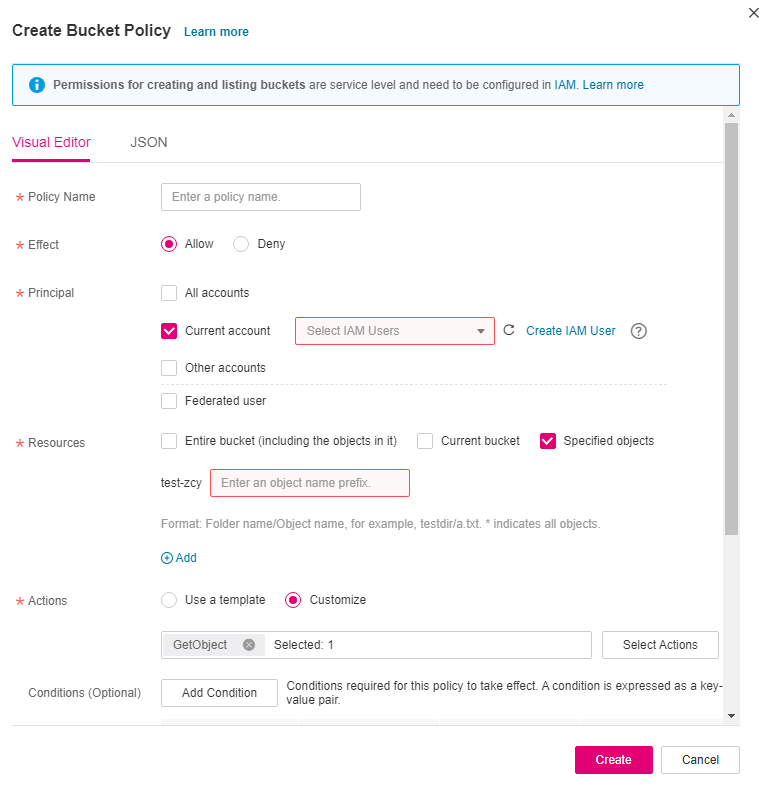 Create Bucket Policy Learn more
Permissions for creating and listing buckets are service level and need to be configured in IAM. Learn more
Visual Editor JSON
* Policy Name Enter a policy name.
* Effect Allow Deny
* Principal All accounts
Current account Select IAM Users Create IAM User ?
Other accounts
Federated user
* Resources Entire bucket (including the objects in it) Current bucket Specified objects
test-zcy Enter an object name prefix.
Format: Folder name/Object name, for example, testdir/a.txt. * indicates all objects.
Add
* Actions Use a template Customize
GetObject Selected: 1 Select Actions
Conditions (Optional) Add Condition Conditions required for this policy to take effect. A condition is expressed as a key-
value pair.
Create Cancel